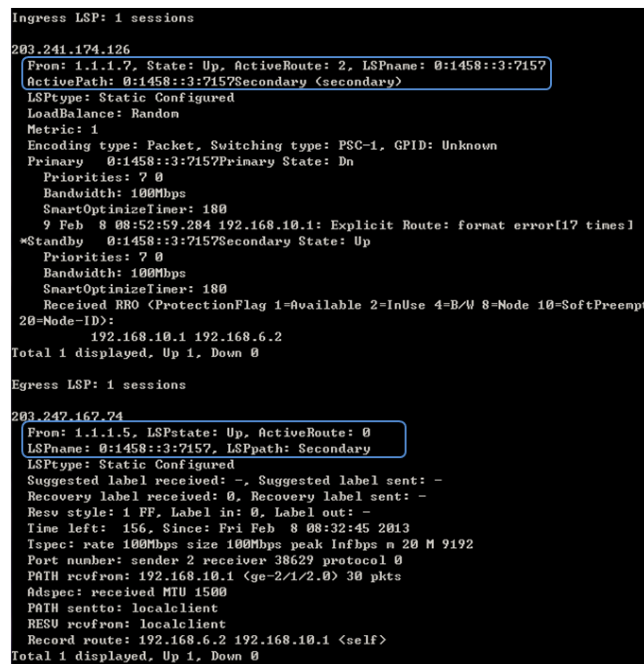 Ingress LSP: 1 sessions
203.241.174.126
From: 1.1.1.7, State: Up, ActiveRoute: 2, LSPname: 0:1458::3:7157
ActivePath: 0:1458::3:7157Secondary (secondary)
LSPtype: Static Configured
LoadBalance: Random
Metric: 1
Encoding type: Packet, Switching type: PSC-1, GPID: Unknown
Primary   0:1458::3:7157Primary State: Dn
Priorities: 7 0
Bandwidth: 100Mbps
SmartOptimizeTimer: 180
9 Feb  8 08:52:59.284 192.168.10.1: Explicit Route: format error[17 times]
*Standby   0:1458::3:7157Secondary State: Up
Priorities: 7 0
Bandwidth: 100Mbps
SmartOptimizeTimer: 180
Received RRO (ProtectionFlag 1=Available 2=InUse 4=B/W 8=Node 10=SoftPreempt
20=Node-ID):
192.168.10.1 192.168.6.2
Total 1 displayed, Up 1, Down 0
Egress LSP: 1 sessions
203.247.167.74
From: 1.1.1.5, LSPstate: Up, ActiveRoute: 0
LSPname: 0:1458::3:7157, LSPpath: Secondary
LSPtype: Static Configured
Suggested label received: -, Suggested label sent: -
Recovery label received: 0, Recovery label sent: -
Resv style: 1 FF, Label in: 0, Label out: -
Time left:  156, Since: Fri Feb  8 08:32:45 2013
Tspec: rate 100Mbps size 100Mbps peak Infbps m 20 M 9192
Port number: sender 2 receiver 38629 protocol 0
PATH rcvfrom: 192.168.10.1 (ge-2/1/2.0) 30 pkts
Adspec: received MTU 1500
PATH sentto: localclient
RESV rcvfrom: localclient
Record route: 192.168.6.2 192.168.10.1 <self>
Total 1 displayed, Up 1, Down 0